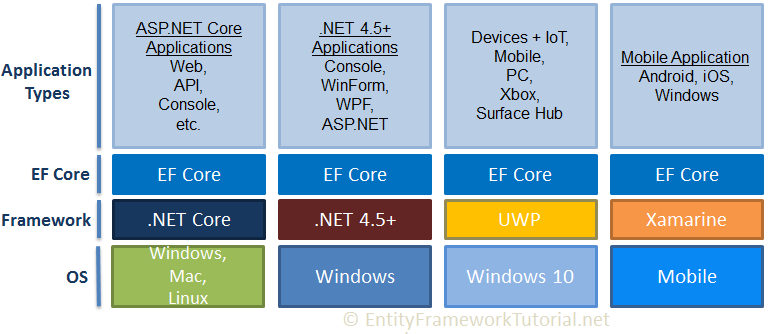 Application Types
ASP.NET Core
Applications
Web,
API,
Console,
etc.
.NET 4.5+
Applications
Console,
WinForm,
WPF,
ASP.NET
Devices + IoT,
Mobile,
PC,
Xbox,
Surface Hub
Mobile Application
Android, iOS,
Windows
EF Core
EF Core
EF Core
EF Core
EF Core
Framework
.NET Core
.NET 4.5+
UWP
Xamarine
OS
Windows,
Mac,
Linux
Windows
Windows 10
Mobile
© EntityFrameworkTutorial.net